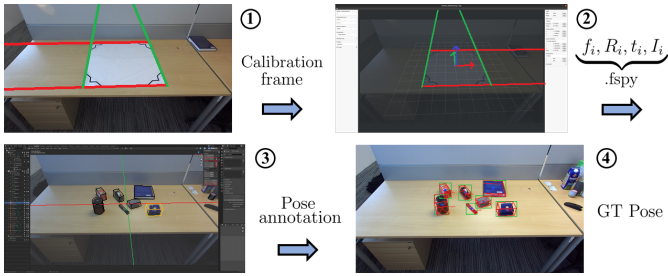 1
Calibration
frame
2
f_i, R_i, t_i, I_i
.fspy
3
Pose
annotation
4
GT Pose